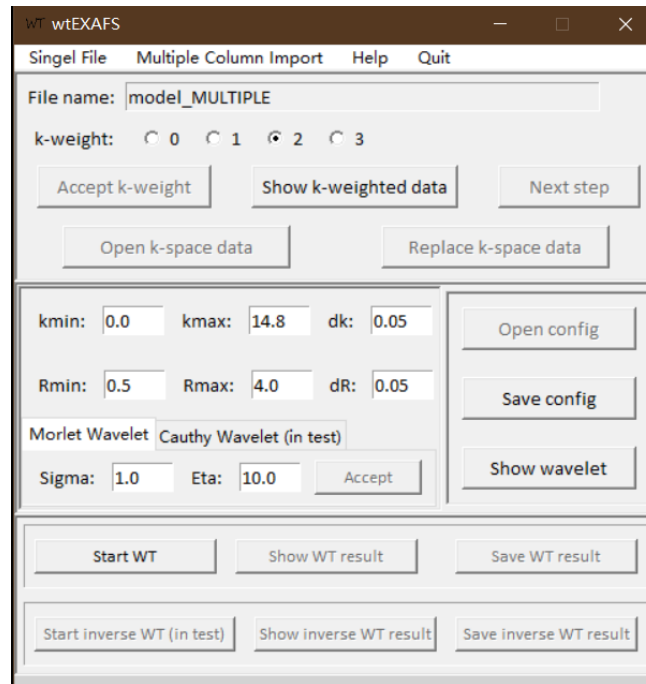 WT wtEXAFS
Singel File Multiple Column Import Help Quit
File name: model_MULTIPLE
k-weight: 0 1 2 3
Accept k-weight Show k-weighted data Next step
Open k-space data Replace k-space data
kmin: 0.0 kmax: 14.8 dk: 0.05
Open config
Rmin: 0.5 Rmax: 4.0 dR: 0.05
Save config
Morlet Wavelet Cauthy Wavelet (in test)
Sigma: 1.0 Eta: 10.0 Accept
Show wavelet
Start WT Show WT result Save WT result
Start inverse WT (in test) Show inverse WT result Save inverse WT result